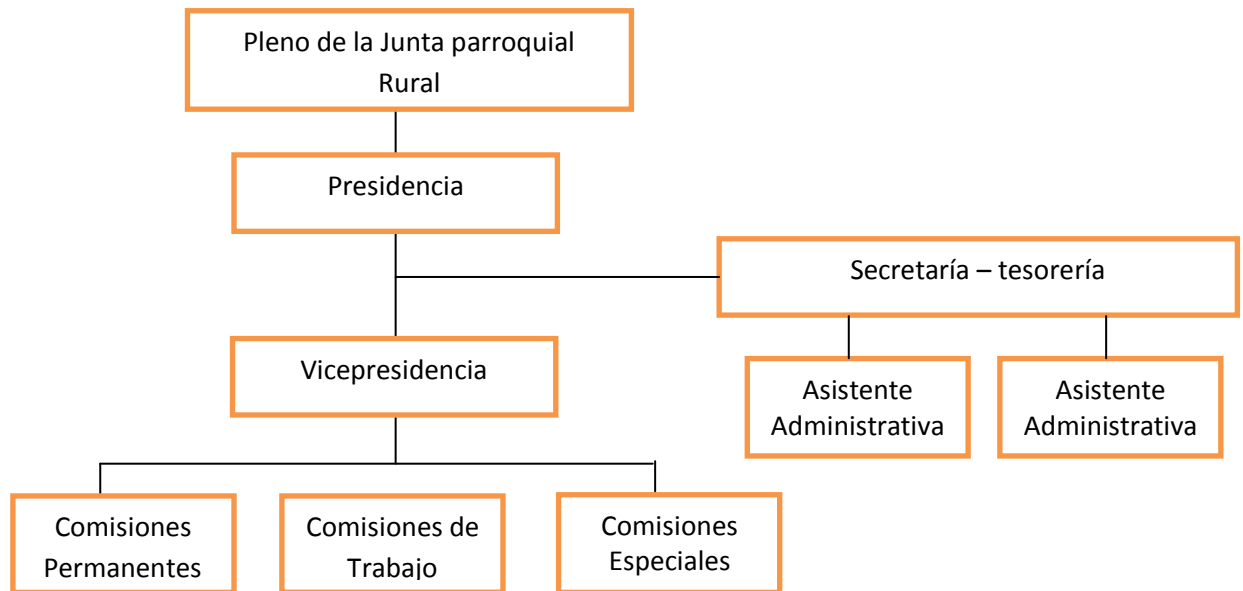 Pleno de la Junta parroquial
Rural
Presidencia
Secretaría – tesorería
Vicepresidencia
Asistente
Administrativa
Asistente
Administrativa
Comisiones
Permanentes
Comisiones de
Trabajo
Comisiones
Especiales